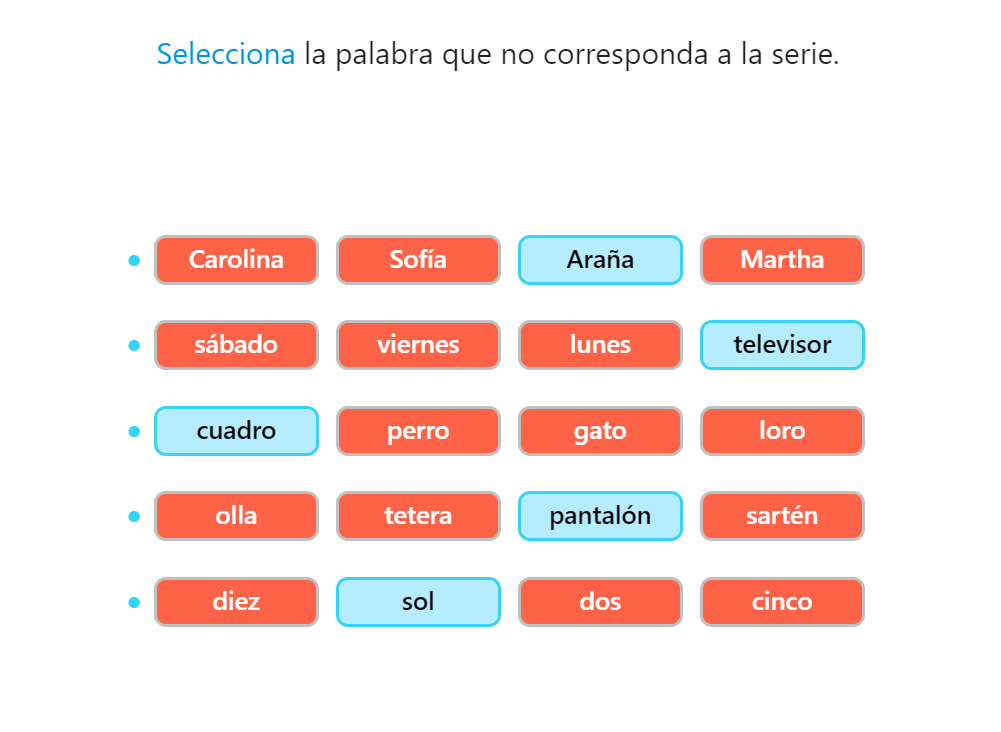 Selecciona la palabra que no corresponda a la serie.
Carolina Sofía Araña Martha
sábado viernes lunes televisor
cuadro perro gato loro
olla tetera pantalón sartén
diez sol dos cinco